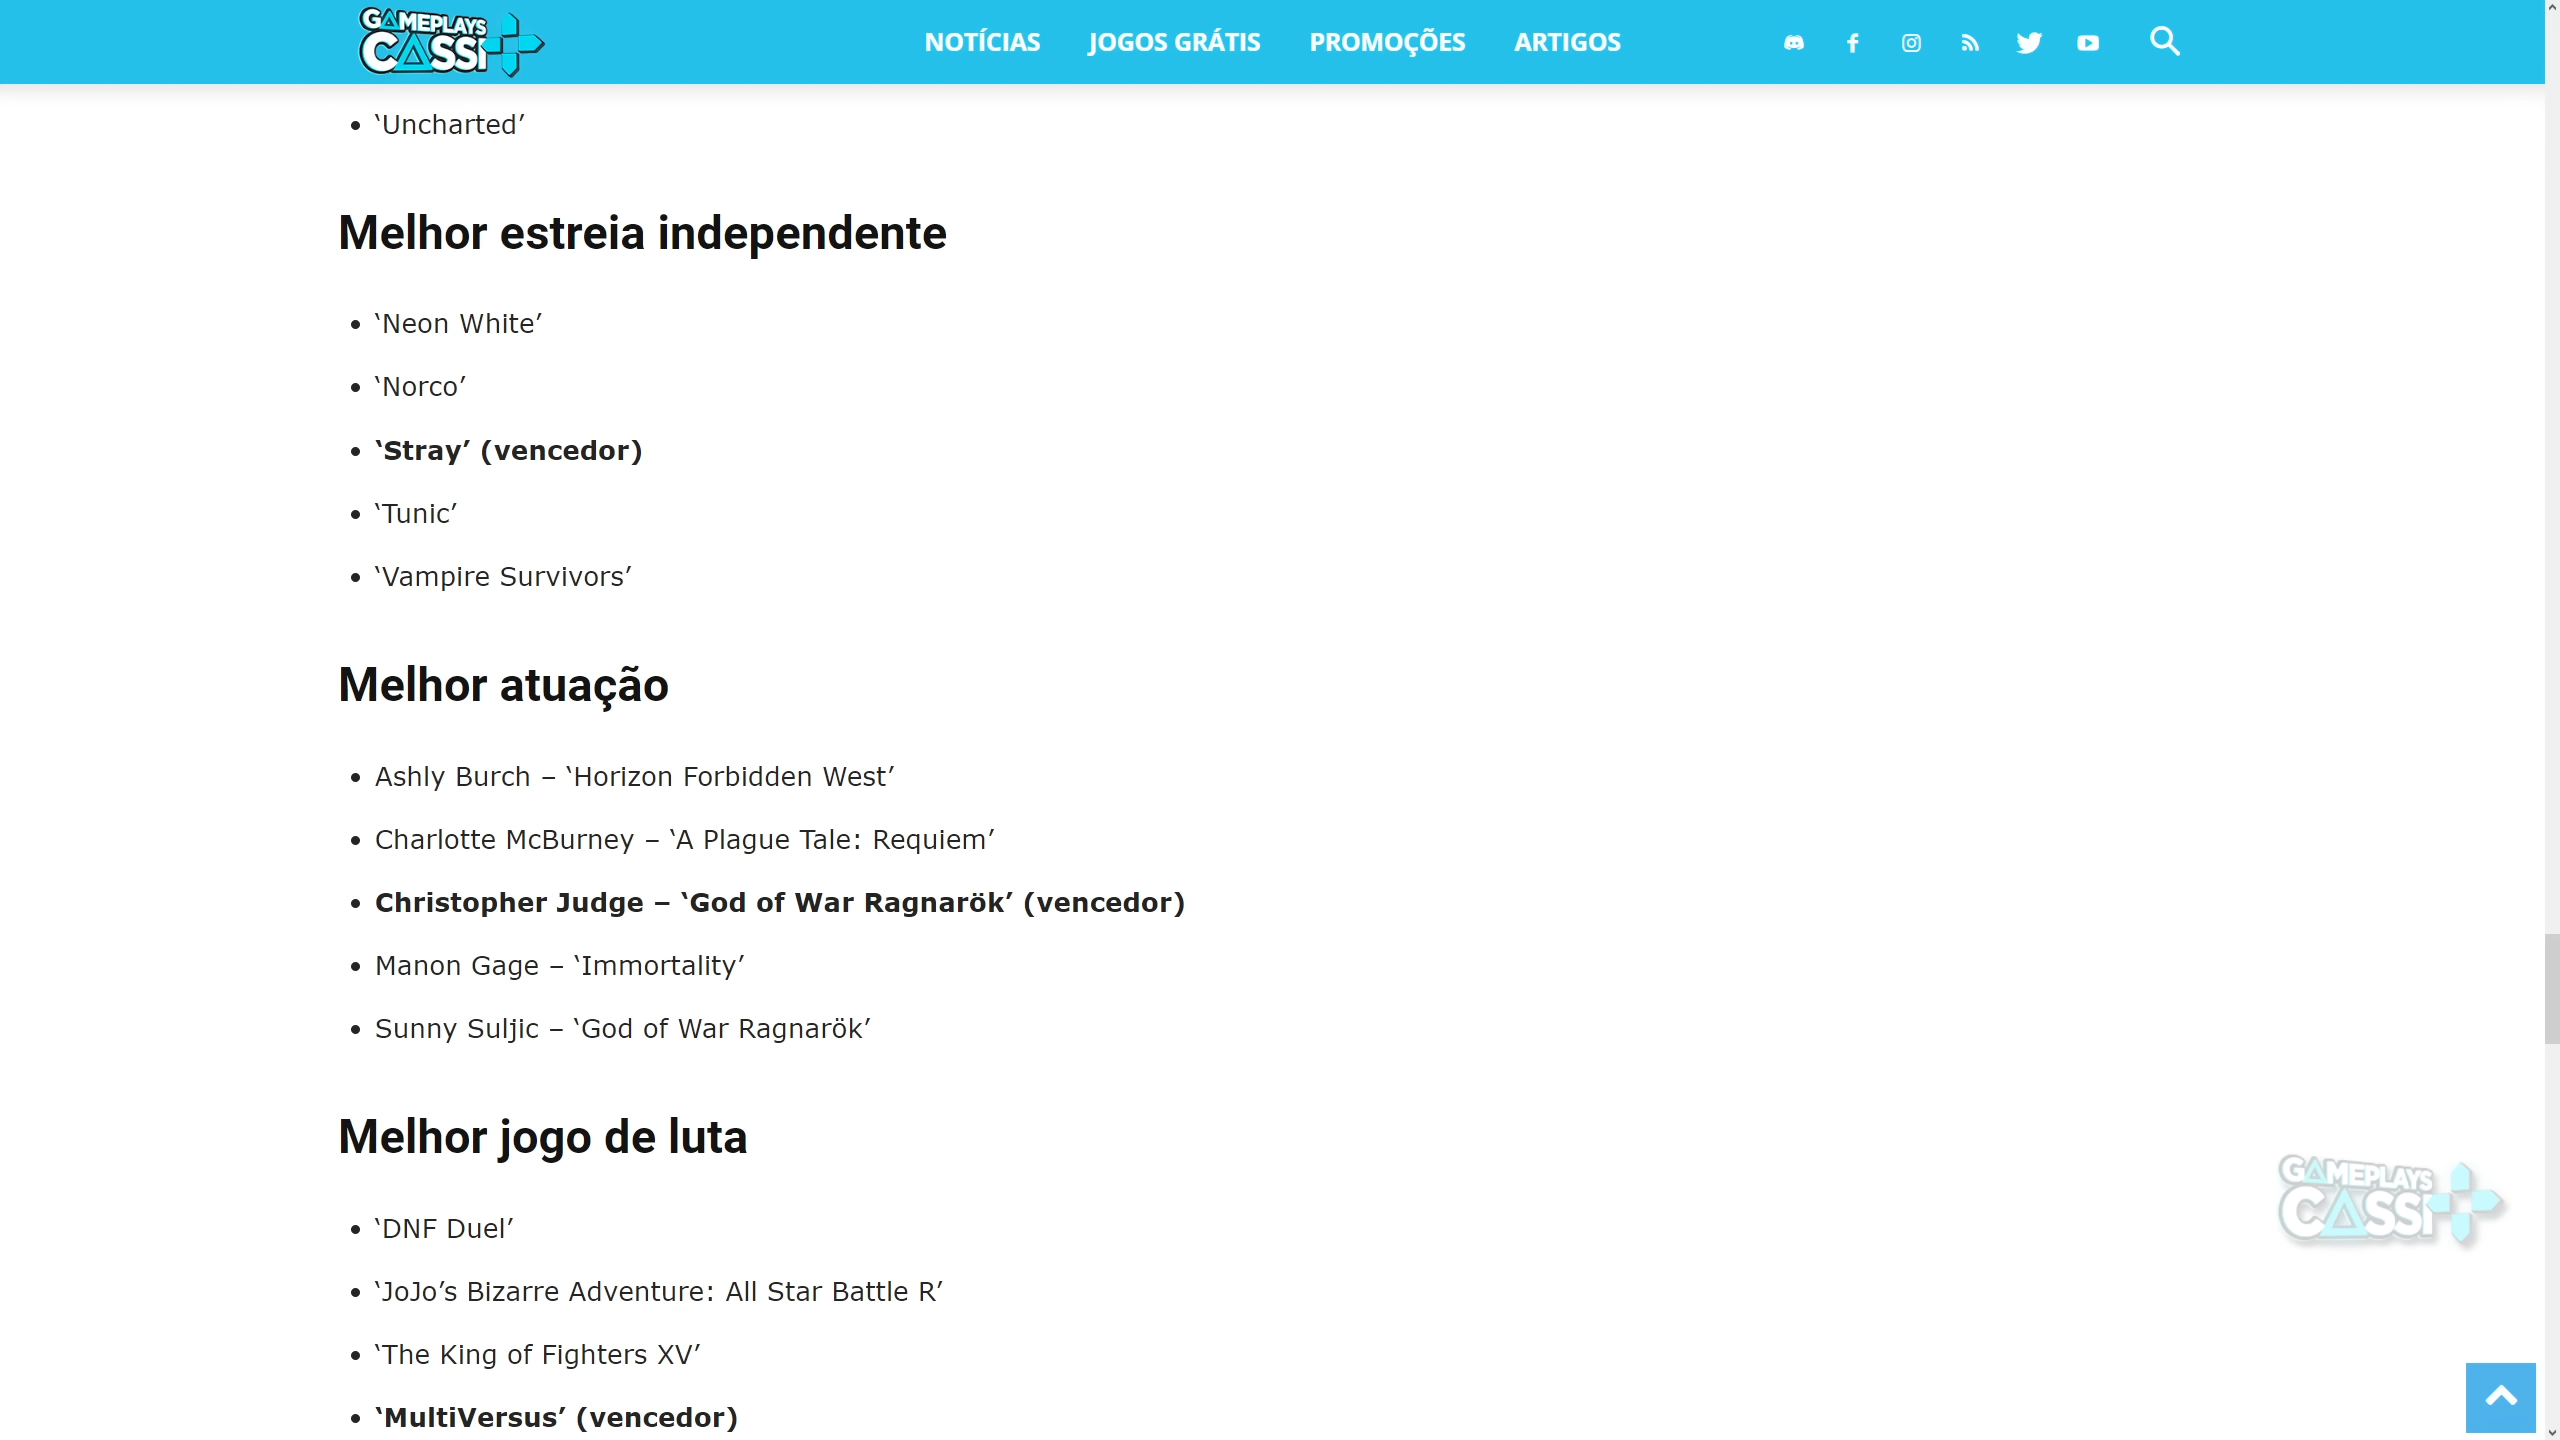 GAMEPLAYS
CASSI
NOTÍCIAS JOGOS GRÁTIS PROMOÇÕES ARTIGOS
• ‘Uncharted’
Melhor estreia independente
• ‘Neon White’
• ‘Norco’
• ‘Stray’ (vencedor)
• ‘Tunic’
• ‘Vampire Survivors’
Melhor atuação
• Ashly Burch – ‘Horizon Forbidden West’
• Charlotte McBurney – ‘A Plague Tale: Requiem’
• Christopher Judge – ‘God of War Ragnarök’ (vencedor)
• Manon Gage – ‘Immortality’
• Sunny Suljic – ‘God of War Ragnarök’
Melhor jogo de luta
• ‘DNF Duel’
• ‘JoJo’s Bizarre Adventure: All Star Battle R’
• ‘The King of Fighters XV’
• ‘MultiVersus’ (vencedor)
GAMEPLAYS
CASSI